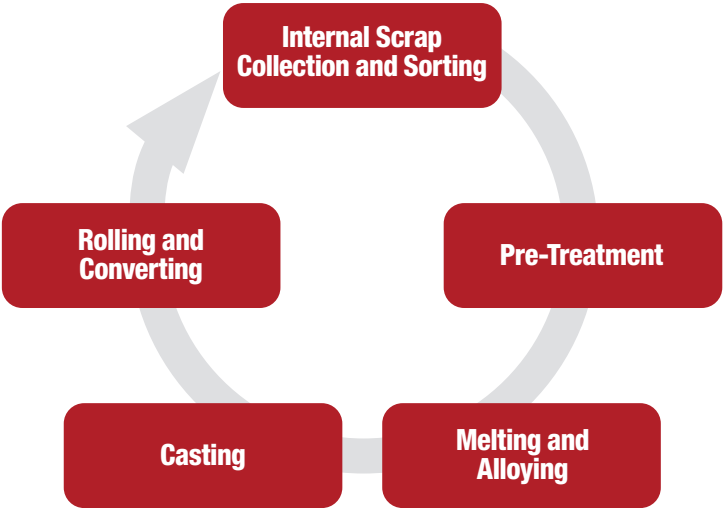 Internal Scrap
Collection and Sorting
Pre-Treatment
Melting and
Alloying
Casting
Rolling and
Converting